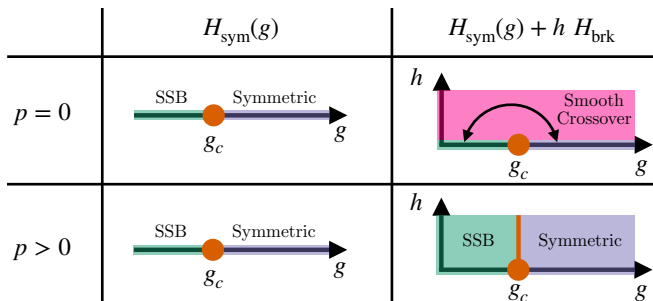 H_sym(g) H_sym(g) + h H_brk
p = 0
SSB Symmetric
g_c
g
h
Smooth
Crossover
g_c
g
p > 0
SSB Symmetric
g_c
g
h
SSB Symmetric
g_c
g